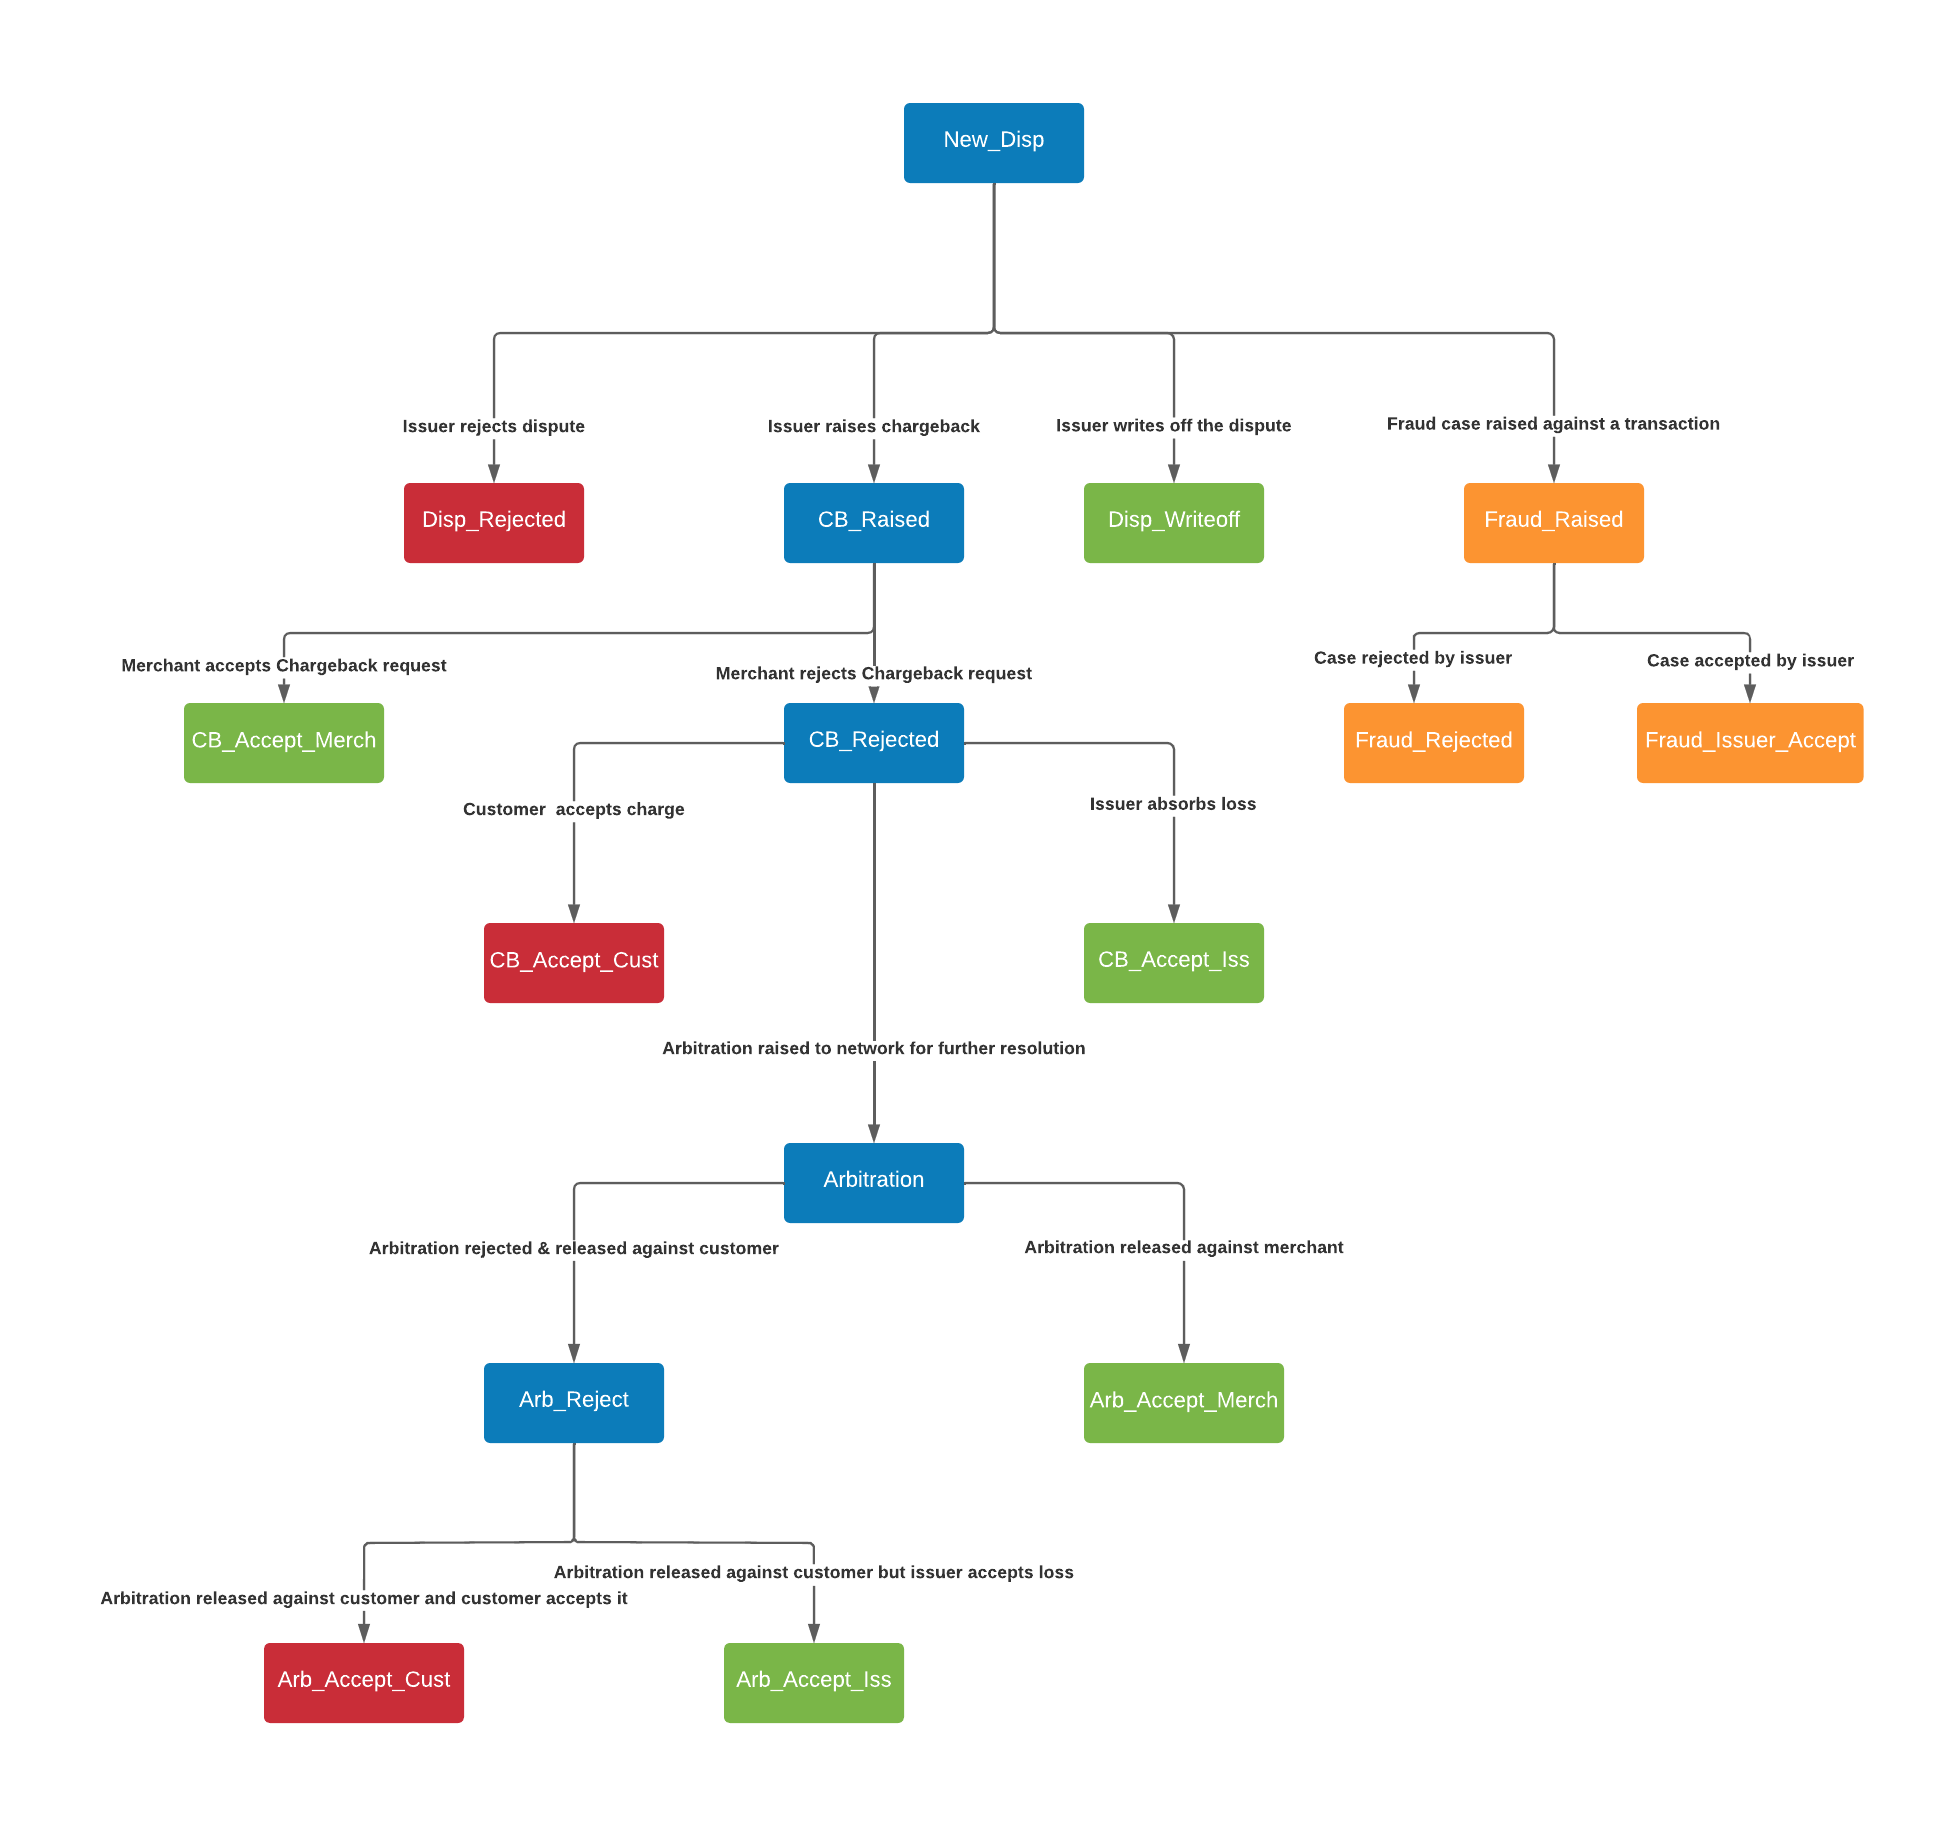 New_Disp
Issuer rejects dispute
Issuer raises chargeback
Issuer writes off the dispute
Fraud case raised against a transaction
Disp_Rejected
CB_Raised
Disp_Writeoff
Fraud_Raised
Merchant accepts Chargeback request
Merchant rejects Chargeback request
Case rejected by issuer
Case accepted by issuer
CB_Accept_Merch
CB_Rejected
Fraud_Rejected
Fraud_Issuer_Accept
Customer  accepts charge
Issuer absorbs loss
CB_Accept_Cust
CB_Accept_Iss
Arbitration raised to network for further resolution
Arbitration
Arbitration rejected & released against customer
Arbitration released against merchant
Arb_Reject
Arb_Accept_Merch
Arbitration released against customer but issuer accepts loss
Arbitration released against customer and customer accepts it
Arb_Accept_Cust
Arb_Accept_Iss